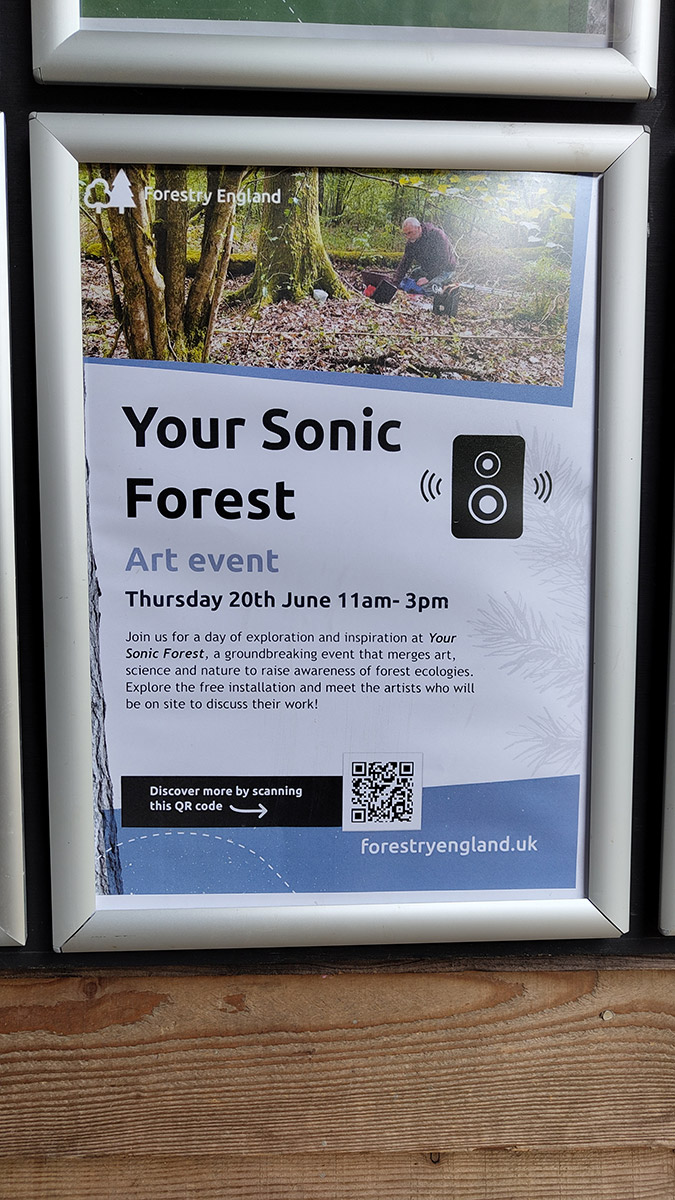 Forestry England
Your Sonic
Forest
Art event
Thursday 20th June 11am- 3pm
Join us for a day of exploration and inspiration at Your
Sonic Forest, a groundbreaking event that merges art,
science and nature to raise awareness of forest ecologies.
Explore the free installation and meet the artists who will
be on site to discuss their work!
Discover more by scanning
this QR code
forestryengland.uk